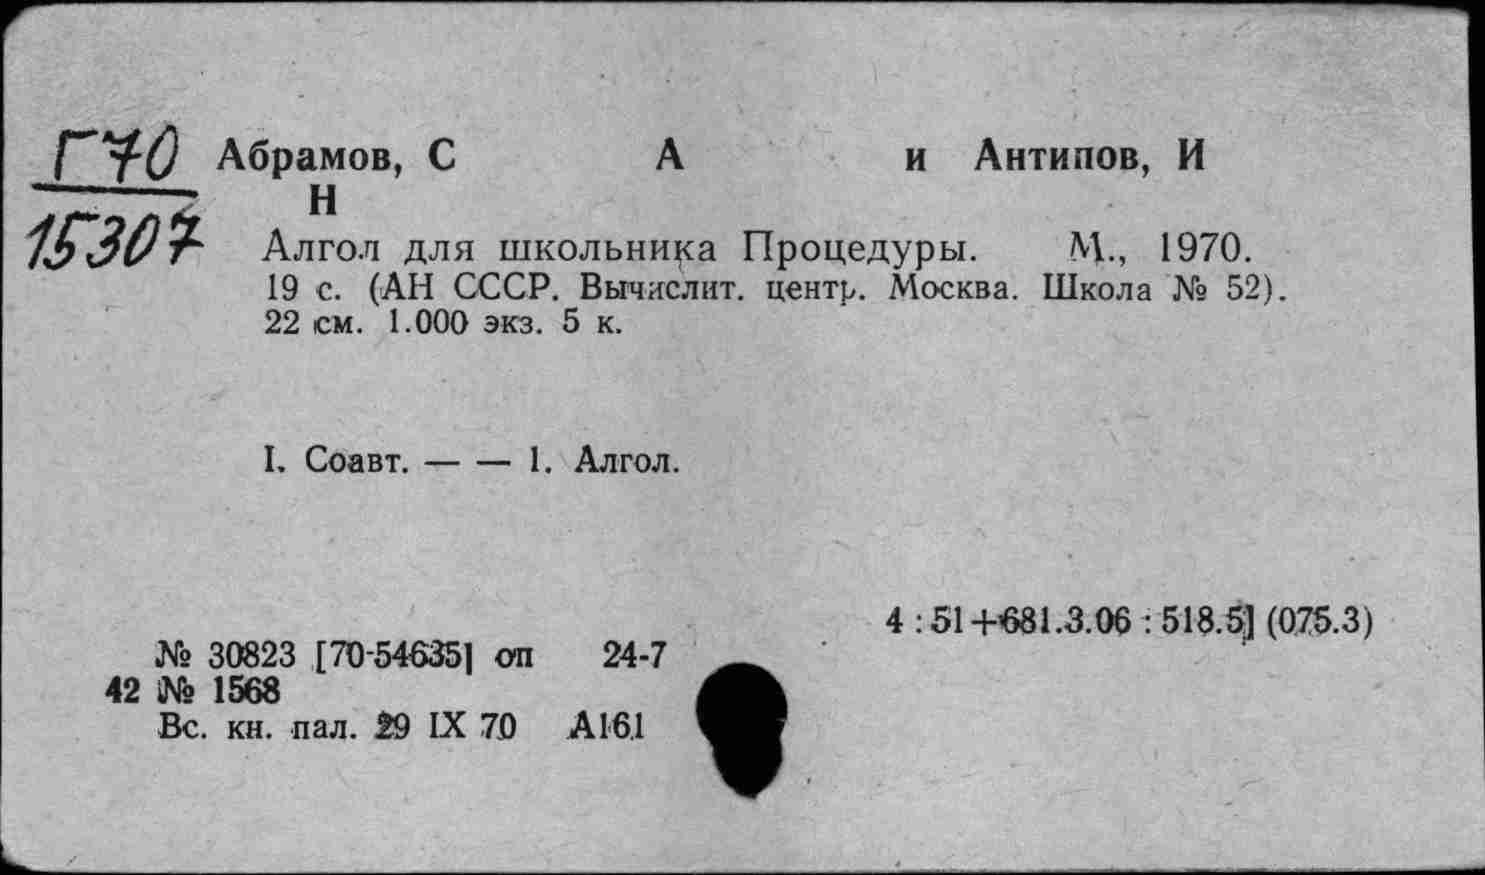 Г70
15307
Абрамов, С А и Антипов, И
Н
Алгол для школьника Процедуры. М., 1970.
19 с. (АН СССР. Вычислит. центр. Москва. Школа № 52).
22 см. 1.000 экз. 5 к.
I. Соавт. — — 1. Алгол.
4 : 51+681.3.06 : 518.5] (075.3)
№ 30823 [70-54635] оп 24-7
42 № 1568
Вс. кн. пал. 29 IX 70 А161